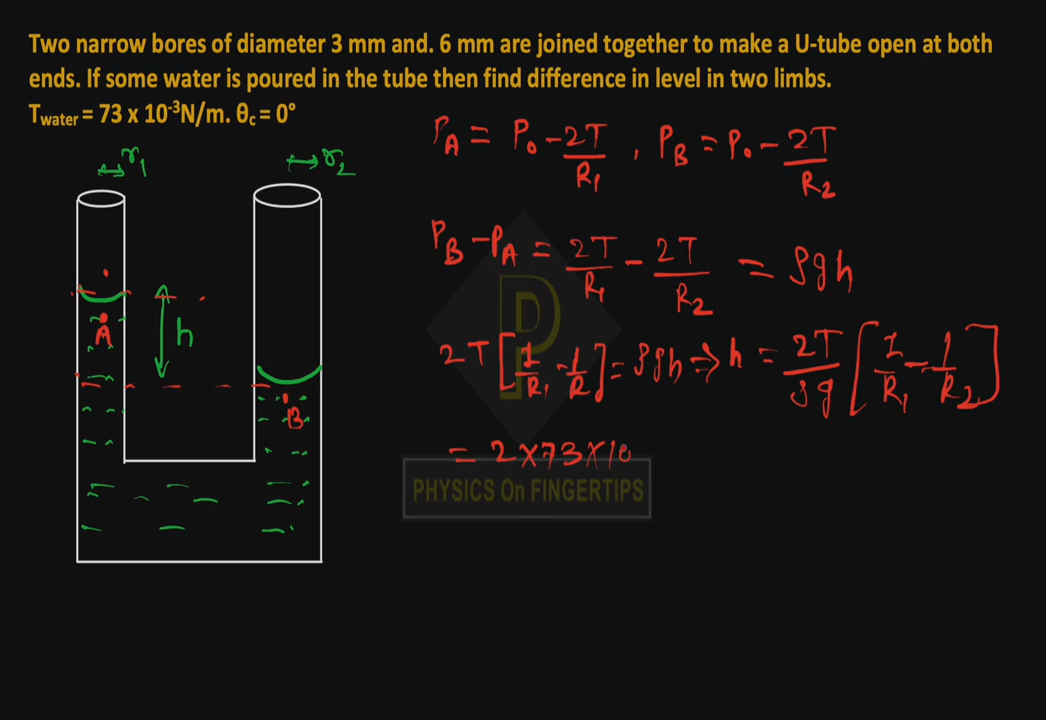 Two narrow bores of diameter 3 mm and. 6 mm are joined together to make a U-tube open at both
ends. If some water is poured in the tube then find difference in level in two limbs.
Twater = 73 x 10-3N/m. θc = 0°
r1
r2
PA = P0 - 2T/R1 , PB = P0 - 2T/R2
PB - PA = 2T/R1 - 2T/R2 = ρgh
A
h
2T[1/R1 - 1/R] = ρgh ⇒ h = 2T/ρg [1/R1 - 1/R2]
B
= 2×73×10
PHYSICS On FINGERTIPS